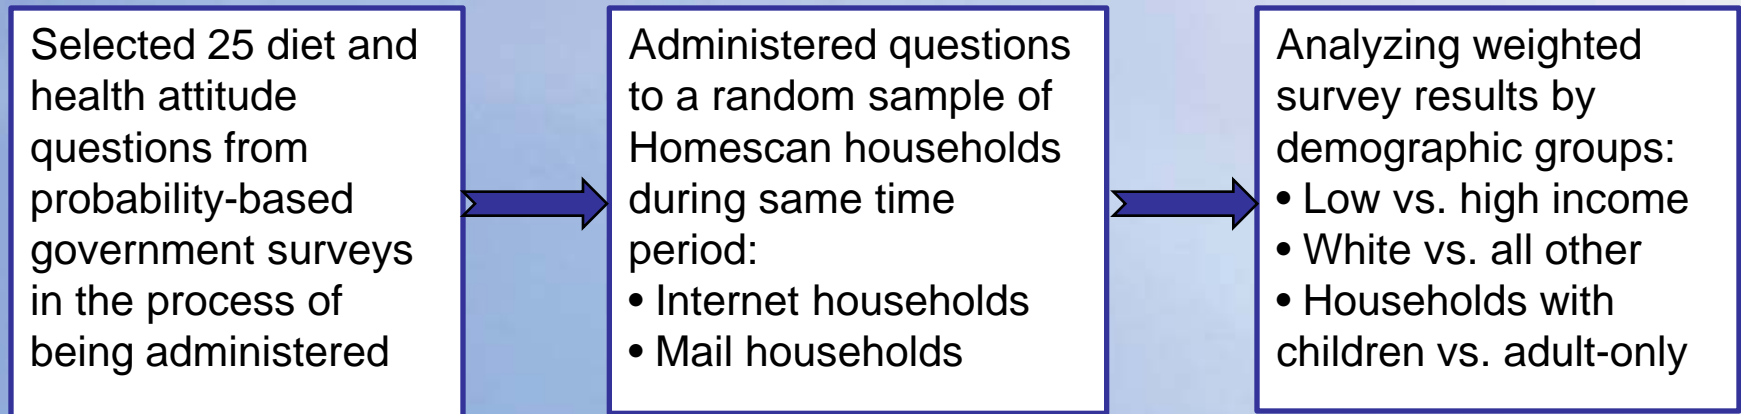 Selected 25 diet and
health attitude
questions from
probability-based
government surveys
in the process of
being administered
Administered questions
to a random sample of
Homescan households
during same time
period:
• Internet households
• Mail households
Analyzing weighted
survey results by
demographic groups:
• Low vs. high income
• White vs. all other
• Households with
children vs. adult-only